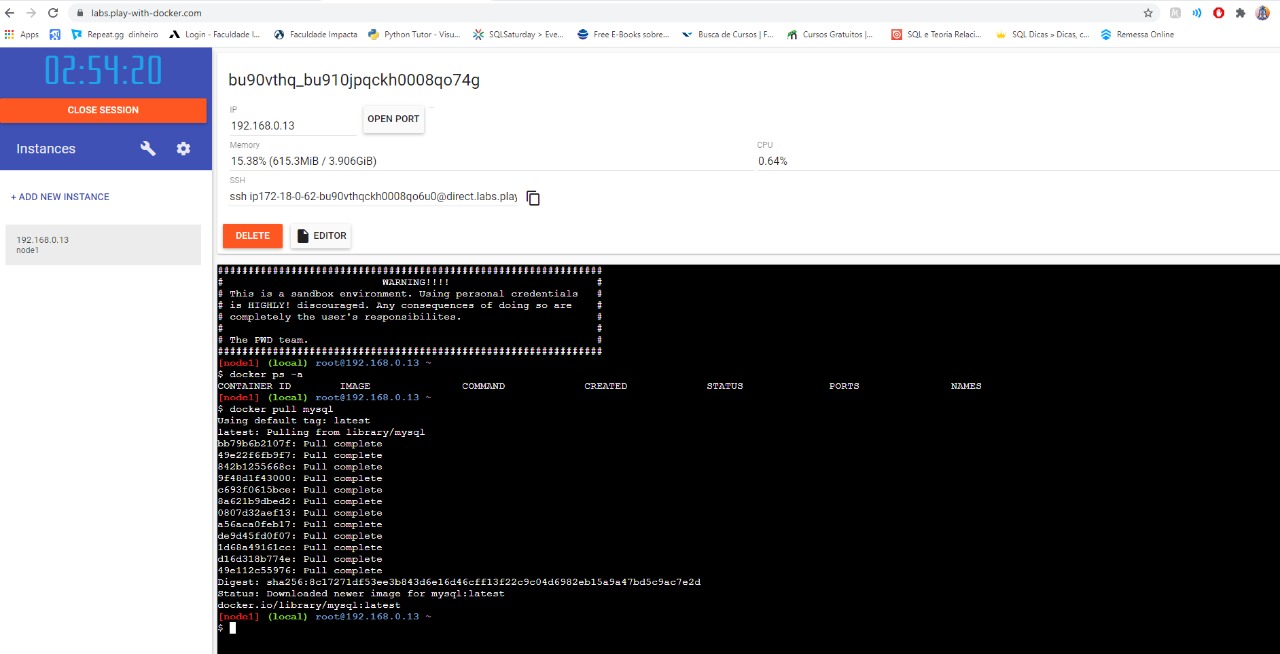 labs.play-with-docker.com
Apps Repeat.gg dinheiro Login - Faculdade I... Faculdade Impacta Python Tutor - Visu... SQLSaturday > Eve... Free E-Books sobre... Busca de Cursos | F... Cursos Gratuitos |... SQL e Teoria Relaci... SQL Dicas » Dicas, c... Remessa Online
02:54:20
CLOSE SESSION
Instances
+ ADD NEW INSTANCE
192.168.0.13
node1
bu90vthq_bu910jpqckh0008qo74g
IP
192.168.0.13
OPEN PORT
Memory
15.38% (615.3MiB / 3.906GiB)
CPU
0.64%
SSH
ssh ip172-18-0-62-bu90vthqckh0008qo6u0@direct.labs.play
DELETE
EDITOR
###############################################################
# WARNING!!!! #
# This is a sandbox environment. Using personal credentials #
# is HIGHLY! discouraged. Any consequences of doing so are #
# completely the user's responsibilites. #
# #
# The PWD team. #
###############################################################
[node1] (local) root@192.168.0.13 ~
$ docker ps -a
CONTAINER ID IMAGE COMMAND CREATED STATUS PORTS NAMES
[node1] (local) root@192.168.0.13 ~
$ docker pull mysql
Using default tag: latest
latest: Pulling from library/mysql
bb79b6b2107f: Pull complete
49e22f6fb9f7: Pull complete
842b1255668c: Pull complete
9f48d1f43000: Pull complete
c693f0615bce: Pull complete
8a621b9dbed2: Pull complete
0807d32aef13: Pull complete
a56aca0feb17: Pull complete
de9d45fd0f07: Pull complete
1d68a49161cc: Pull complete
d16d318b774e: Pull complete
49e112c55976: Pull complete
Digest: sha256:8c17271df53ee3b843d6e16d46cff13f22c9c04d6982eb15a9a47bd5c9ac7e2d
Status: Downloaded newer image for mysql:latest
docker.io/library/mysql:latest
[node1] (local) root@192.168.0.13 ~
$